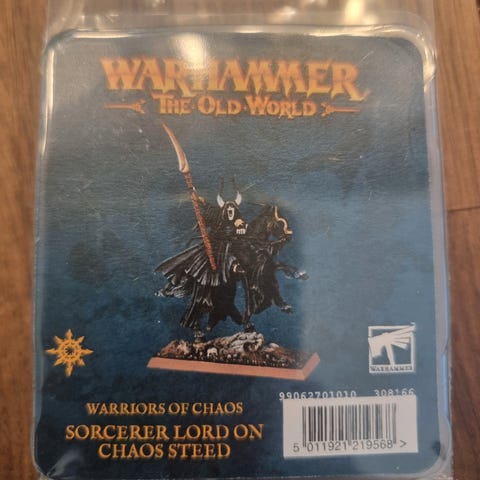 WARHAMMER
THE OLD WORLD
WARHAMMER
99062701010 308166
WARRIORS OF CHAOS
SORCERER LORD ON
CHAOS STEED
5 011921 219568 >